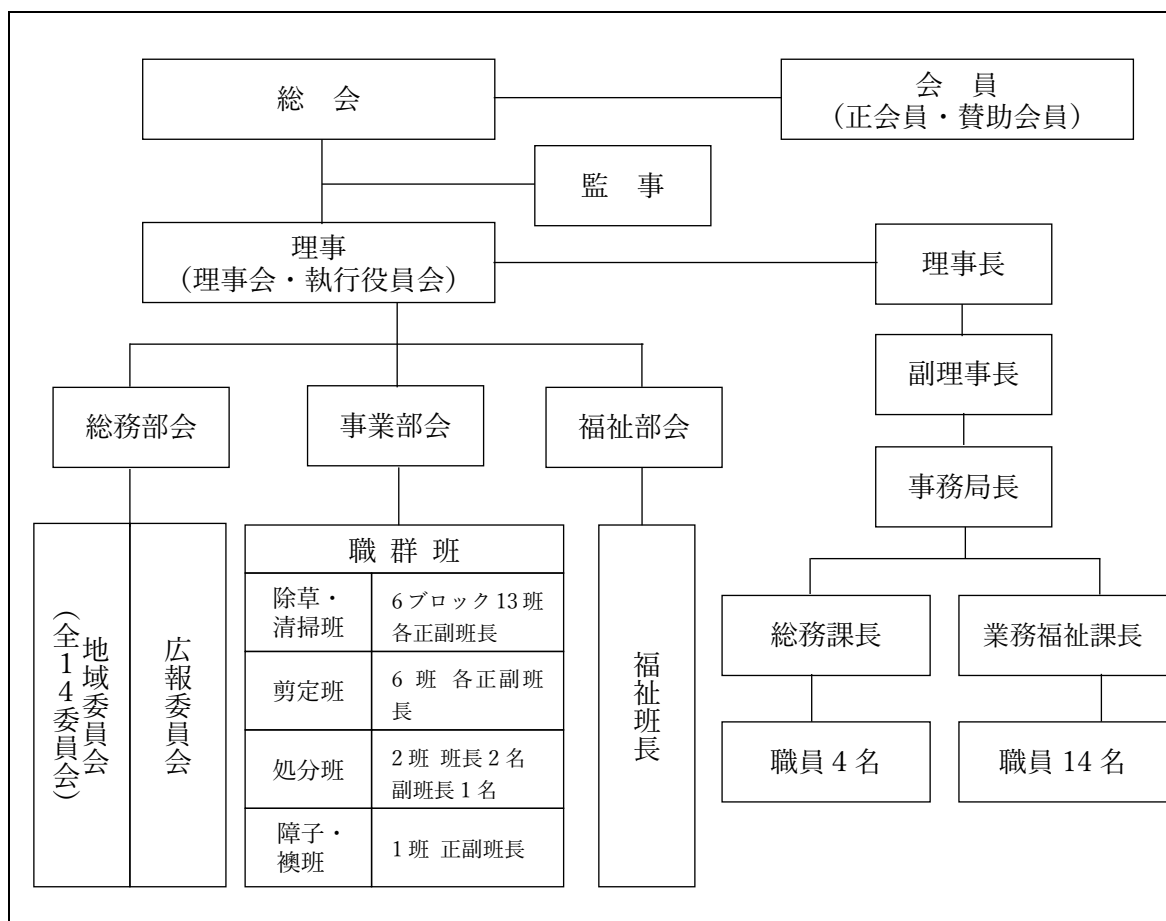 総　会
会　員
（正会員・賛助会員）
監　事
理事
（理事会・執行役員会）
理事長
副理事長
事務局長
総務部会
事業部会
福祉部会
地域委員会
（全１４委員会）
広報委員会
職 群 班
除草・
清掃班
6ブロック 13 班
各正副班長
剪定班
6 班 各正副班
長
処分班
2班 班長 2 名
副班長 1 名
障子・
襖班
1 班 正副班長
福祉班長
総務課長
業務福祉課長
職員 4 名
職員 14 名